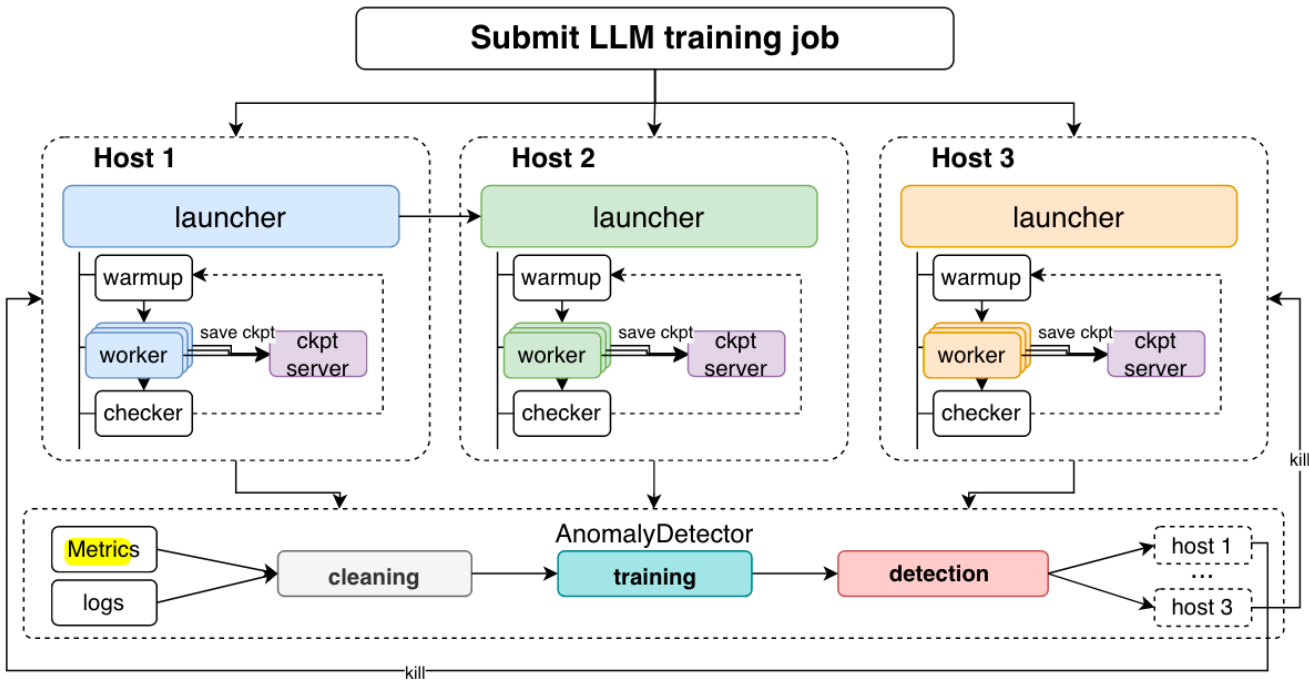 Submit LLM training job
Host 1
launcher
warmup
worker
save ckpt
ckpt
server
checker
Host 2
launcher
warmup
worker
save ckpt
ckpt
server
checker
Host 3
launcher
warmup
worker
save ckpt
ckpt
server
checker
kill
AnomalyDetector
Metrics
logs
cleaning
training
detection
host 1
...
host 3
kill